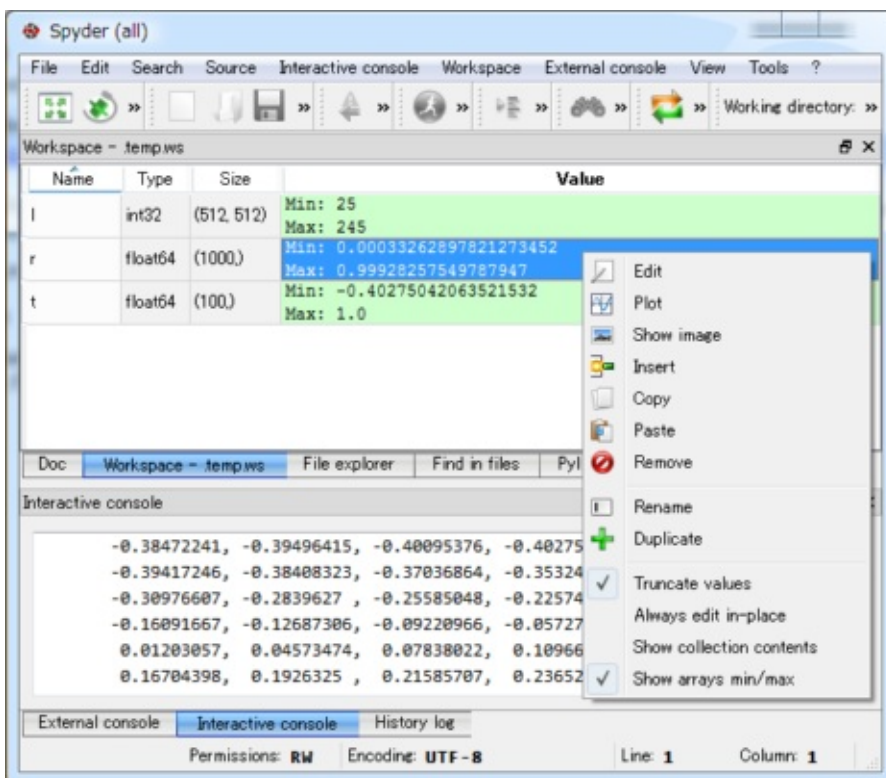 Spyder (all)
File Edit Search Source Interactive console Workspace External console View Tools ?
» » » » » » Working directory: »
Workspace - .temp.ws
Name Type Size Value
l int32 (512, 512) Min: 25
Max: 245
r float64 (1000,) Min: 0.00033262897821273452
Max: 0.99928257549787947
t float64 (100,) Min: -0.40275042063521532
Max: 1.0
Edit
Plot
Show image
Insert
Copy
Paste
Remove
Rename
Duplicate
Truncate values
Always edit in-place
Show collection contents
Show arrays min/max
Doc Workspace - .temp.ws File explorer Find in files Pyl
Interactive console
-0.38472241, -0.39496415, -0.40095376, -0.40275
-0.39417246, -0.38408323, -0.37036864, -0.35324
-0.30976607, -0.2839627 , -0.25585048, -0.22574
-0.16091667, -0.12687306, -0.09220966, -0.05727
0.01203057, 0.04573474, 0.07838022, 0.10966
0.16704398, 0.1926325 , 0.21585707, 0.23652
External console Interactive console History log
Permissions: RW Encoding: UTF-8 Line: 1 Column: 1